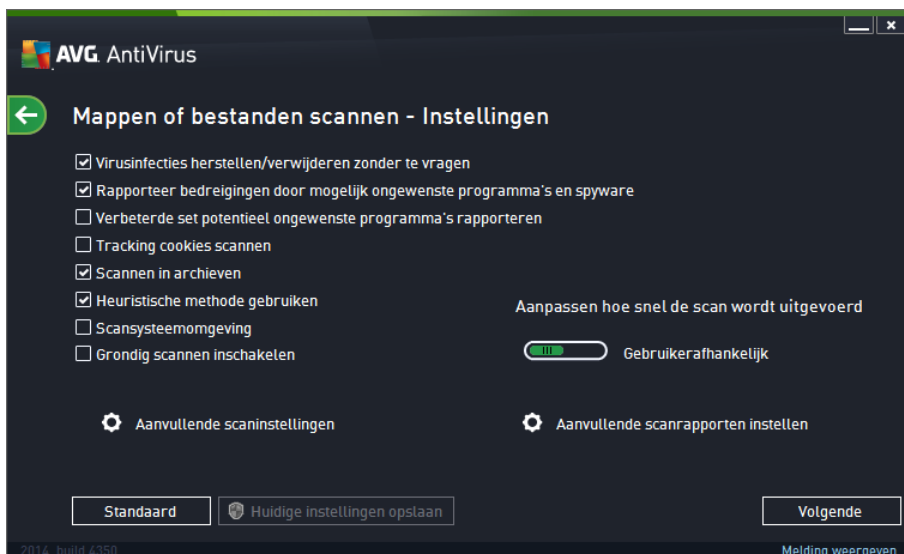 AVG. AntiVirus
Mappen of bestanden scannen - Instellingen
Virusinfecties herstellen/verwijderen zonder te vragen
Rapporteer bedreigingen door mogelijk ongewenste programma's en spyware
Verbeterde set potentieel ongewenste programma's rapporteren
Tracking cookies scannen
Scannen in archieven
Heuristische methode gebruiken
Scansysteemomgeving
Grondig scannen inschakelen
Aanpassen hoe snel de scan wordt uitgevoerd
Gebruikerafhankelijk
Aanvullende scaninstellingen
Aanvullende scanrapporten instellen
Standaard
Huidige instellingen opslaan
Volgende
2014, build 4350
Melding weergeven